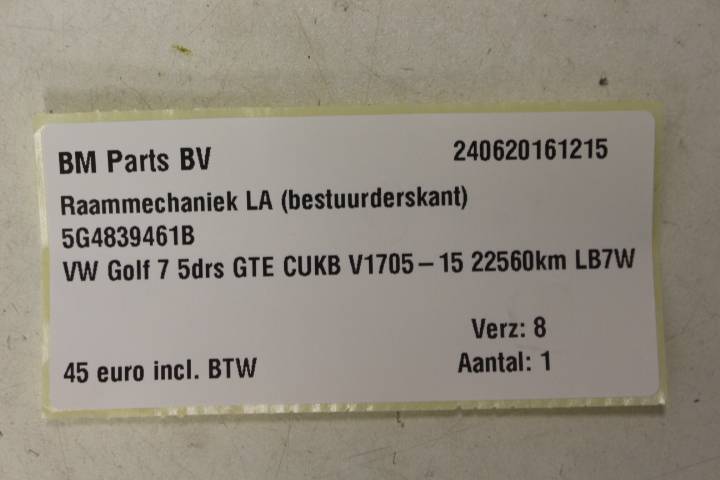 BM Parts BV 240620161215
Raammechaniek LA (bestuurderskant)
5G4839461B
VW Golf 7 5drs GTE CUKB V1705-15 22560km LB7W
Verz: 8
45 euro incl. BTW Aantal: 1